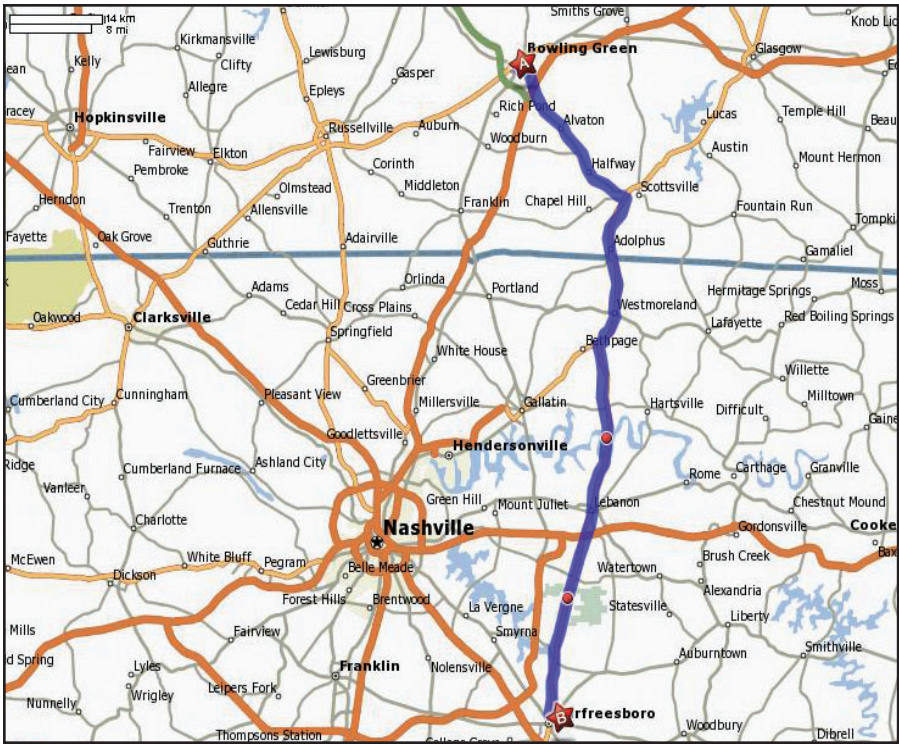 14 km
8 mi
Smiths Grove
Kirkmansville
Lewisburg
Bowling Green
Glasgow
Kelly
Clifty
A
Gasper
Allegre
Epleys
Rich Pond
Lucas
Temple Hill
Hopkinsville
Russellville
Auburn
Alvaton
Woodburn
Fairview
Elkton
Austin
Mount Hermon
Pembroke
Corinth
Halfway
Olmstead
Middleton
Scottsville
Herndon
Trenton
Allensville
Franklin
Chapel Hill
Fountain Run
Fayette
Oak Grove
Guthrie
Adairville
Adolphus
Gamaliel
Adams
Orlinda
Portland
Hermitage Springs
Moss
Oakwood
Clarksville
Cedar Hill
Cross Plains
Westmoreland
Lafayette
Red Boiling Springs
Springfield
Bethpage
White House
Willette
Cumberland City
Cunningham
Pleasant View
Greenbrier
Millersville
Gallatin
Hartsville
Difficult
Milltown
Goodlettsville
Hendersonville
Ridge
Cumberland Furnace
Ashland City
Rome
Carthage
Granville
Vanleer
Green Hill
Mount Juliet
Lebanon
Chestnut Mound
Charlotte
Nashville
Gordonsville
Cooke
McEwen
White Bluff
Pegram
Belle Meade
Watertown
Brush Creek
Bax
Dickson
Forest Hills
Brentwood
La Vergne
Statesville
Alexandria
Liberty
Mills
Fairview
Smyrna
d Spring
Lyles
Franklin
Nolensville
Auburntown
Smithville
Nunnelly
Wrigley
Leipers Fork
B
rfreesboro
Thompsons Station
Woodbury
Dibrell